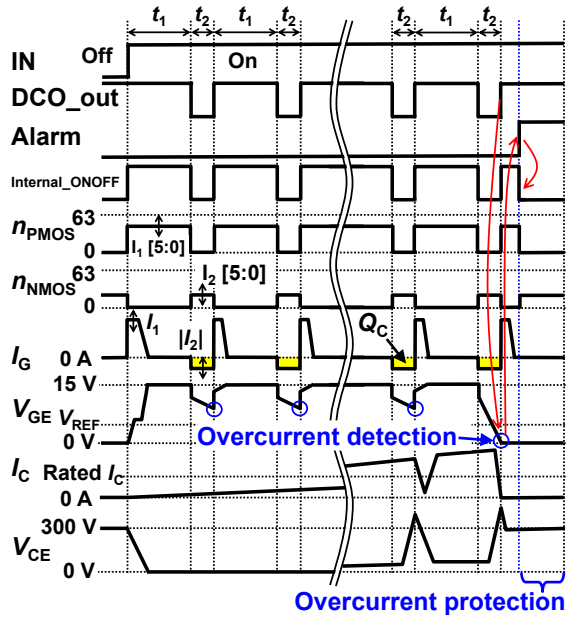 t1 t2 t1 t2 t2 t1 t2
IN Off On
DCO_out
Alarm
Internal_ONOFF
nPMOS 63
0 I1 [5:0]
nNMOS 63
0 I2 [5:0]
IG I1 |I2| QC
0 A
15 V
VGE VREF
0 V Overcurrent detection
IC Rated IC
0 A
300 V
VCE
0 V
Overcurrent protection